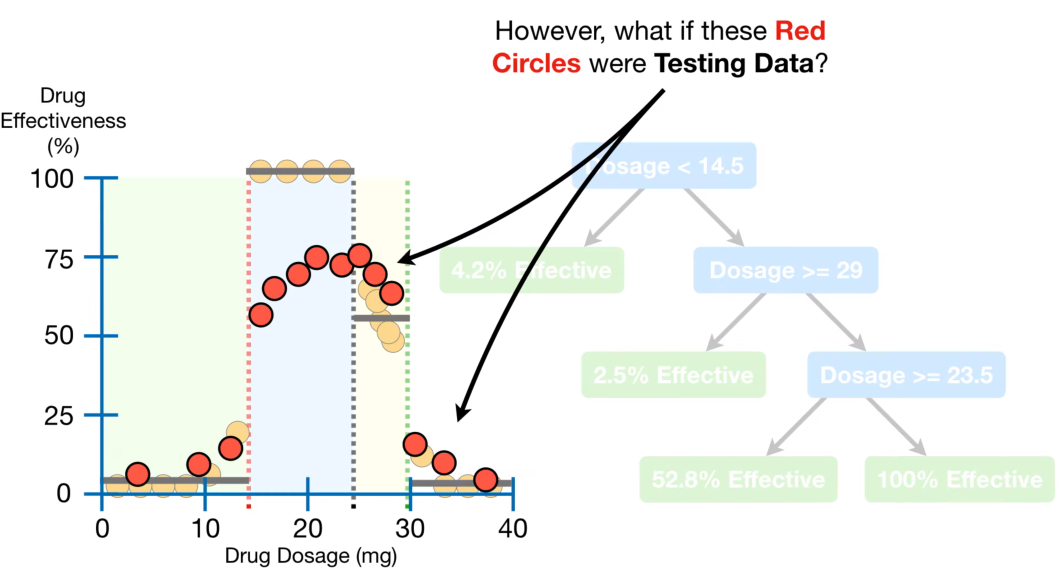 However, what if these Red
Circles were Testing Data?
Drug
Effectiveness
(%)
100
75
50
25
0
0
10
20
30
40
Drug Dosage (mg)
Dosage < 14.5
4.2% Effective
Dosage >= 29
2.5% Effective
Dosage >= 23.5
52.8% Effective
100% Effective